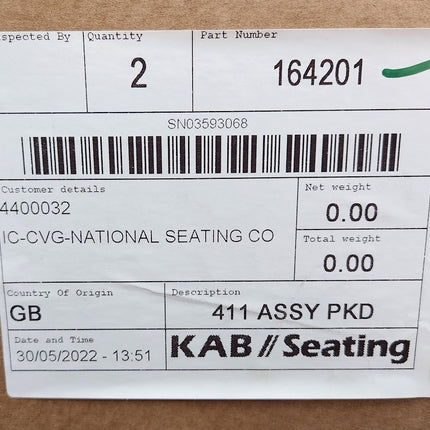 nspected By Quantity Part Number
2 164201
SN03593068
Customer details Net weight
4400032 0.00
IC-CVG-NATIONAL SEATING CO Total weight
0.00
Country Of Origin Description
GB 411 ASSY PKD
Date and Time KAB // Seating
30/05/2022 - 13:51